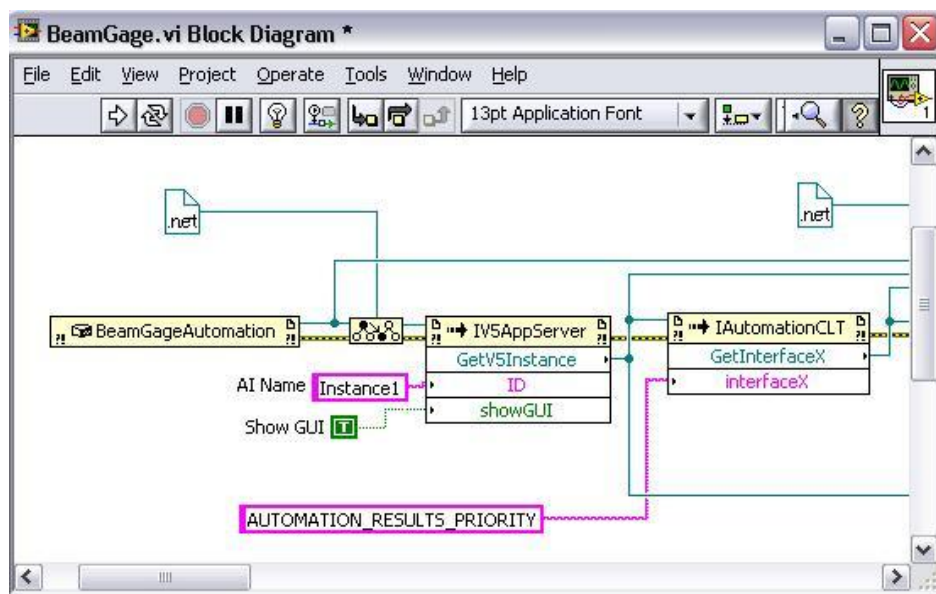 BeamGage.vi Block Diagram *
File Edit View Project Operate Tools Window Help
13pt Application Font
1
.net
.net
BeamGageAutomation
IV5AppServer
GetV5Instance
ID
showGUI
IAutomationCLT
GetInterfaceX
interfaceX
AI Name Instance1
Show GUI T
AUTOMATION_RESULTS_PRIORITY